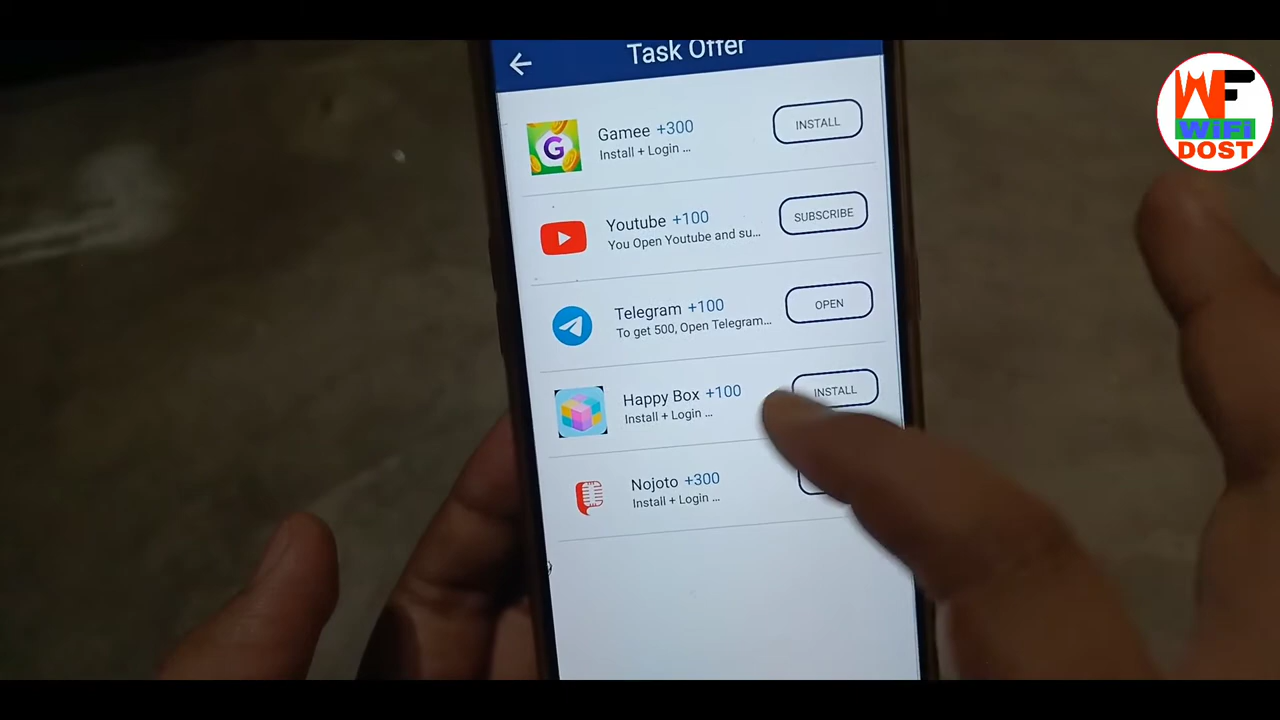 Task Offer
Gamee +300
Install + Login ...
INSTALL
Youtube +100
You Open Youtube and su...
SUBSCRIBE
Telegram +100
To get 500, Open Telegram...
OPEN
Happy Box +100
Install + Login ...
INSTALL
Nojoto +300
Install + Login ...
G
WF
WiFi
DOST